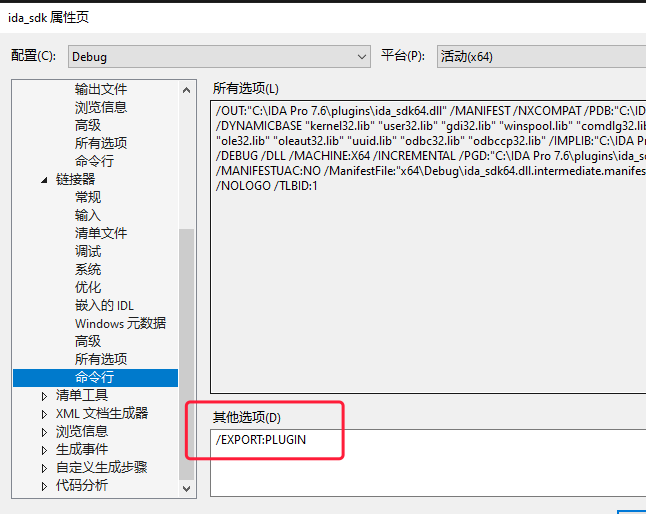 ida_sdk 属性页
配置(C):
Debug
平台(P):
活动(x64)
输出文件
浏览信息
高级
所有选项
命令行
链接器
常规
输入
清单文件
调试
系统
优化
嵌入的 IDL
Windows 元数据
高级
所有选项
命令行
清单工具
XML 文档生成器
浏览信息
生成事件
自定义生成步骤
代码分析
所有选项(L)
/OUT:"C:\IDA Pro 7.6\plugins\ida_sdk64.dll" /MANIFEST /NXCOMPAT /PDB:"C:\ID
/DYNAMICBASE "kernel32.lib" "user32.lib" "gdi32.lib" "winspool.lib" "comdlg32.lib
"ole32.lib" "oleaut32.lib" "uuid.lib" "odbc32.lib" "odbccp32.lib" /IMPLIB:"C:\IDA Pr
/DEBUG /DLL /MACHINE:X64 /INCREMENTAL /PGD:"C:\IDA Pro 7.6\plugins\ida_sd
/MANIFESTUAC:NO /ManifestFile:"x64\Debug\ida_sdk64.dll.intermediate.manifes
/NOLOGO /TLBID:1
其他选项(D)
/EXPORT:PLUGIN